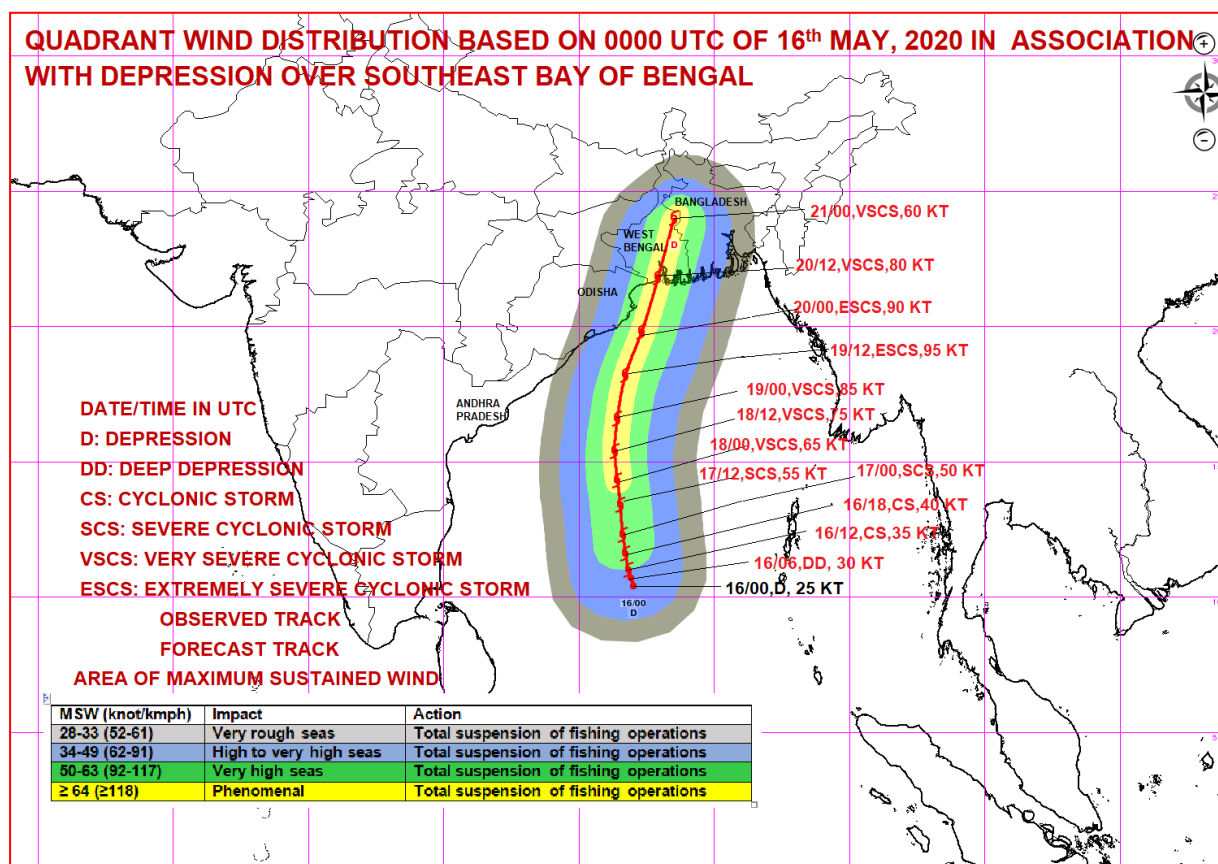 QUADRANT WIND DISTRIBUTION BASED ON 0000 UTC OF 16th MAY, 2020 IN ASSOCIATION
WITH DEPRESSION OVER SOUTHEAST BAY OF BENGAL
BANGLADESH
WEST
BENGAL
D
ODISHA
ANDHRA
PRADESH
21/00,VSCS,60 KT
20/12,VSCS,80 KT
20/00,ESCS,90 KT
19/12,ESCS,95 KT
19/00,VSCS,85 KT
18/12,VSCS,75 KT
18/00,VSCS,65 KT
17/12,SCS,55 KT
17/00,SCS,50 KT
16/18,CS,40 KT
16/12,CS,35 KT
16/06,DD, 30 KT
16/00,D, 25 KT
16/00
D
DATE/TIME IN UTC
D: DEPRESSION
DD: DEEP DEPRESSION
CS: CYCLONIC STORM
SCS: SEVERE CYCLONIC STORM
VSCS: VERY SEVERE CYCLONIC STORM
ESCS: EXTREMELY SEVERE CYCLONIC STORM
OBSERVED TRACK
FORECAST TRACK
AREA OF MAXIMUM SUSTAINED WIND
MSW (knot/kmph) Impact Action
28-33 (52-61) Very rough seas Total suspension of fishing operations
34-49 (62-91) High to very high seas Total suspension of fishing operations
50-63 (92-117) Very high seas Total suspension of fishing operations
≥ 64 (≥118) Phenomenal Total suspension of fishing operations